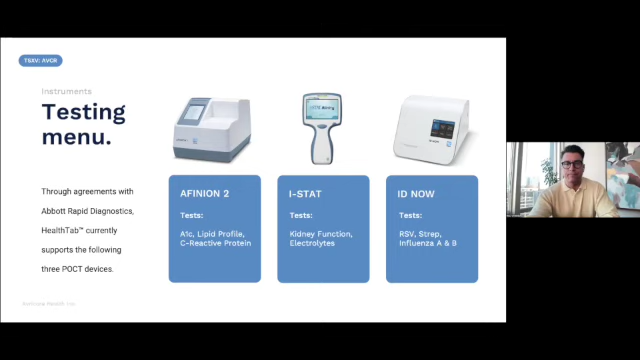 TSXV: AVCR
Instruments
Testing
menu.
Through agreements with
Abbott Rapid Diagnostics,
HealthTab™ currently
supports the following
three POCT devices.
AFINION 2
Tests:
A1c, Lipid Profile,
C-Reactive Protein
I-STAT
Tests:
Kidney Function,
Electrolytes
ID NOW
Tests:
RSV, Strep,
Influenza A & B